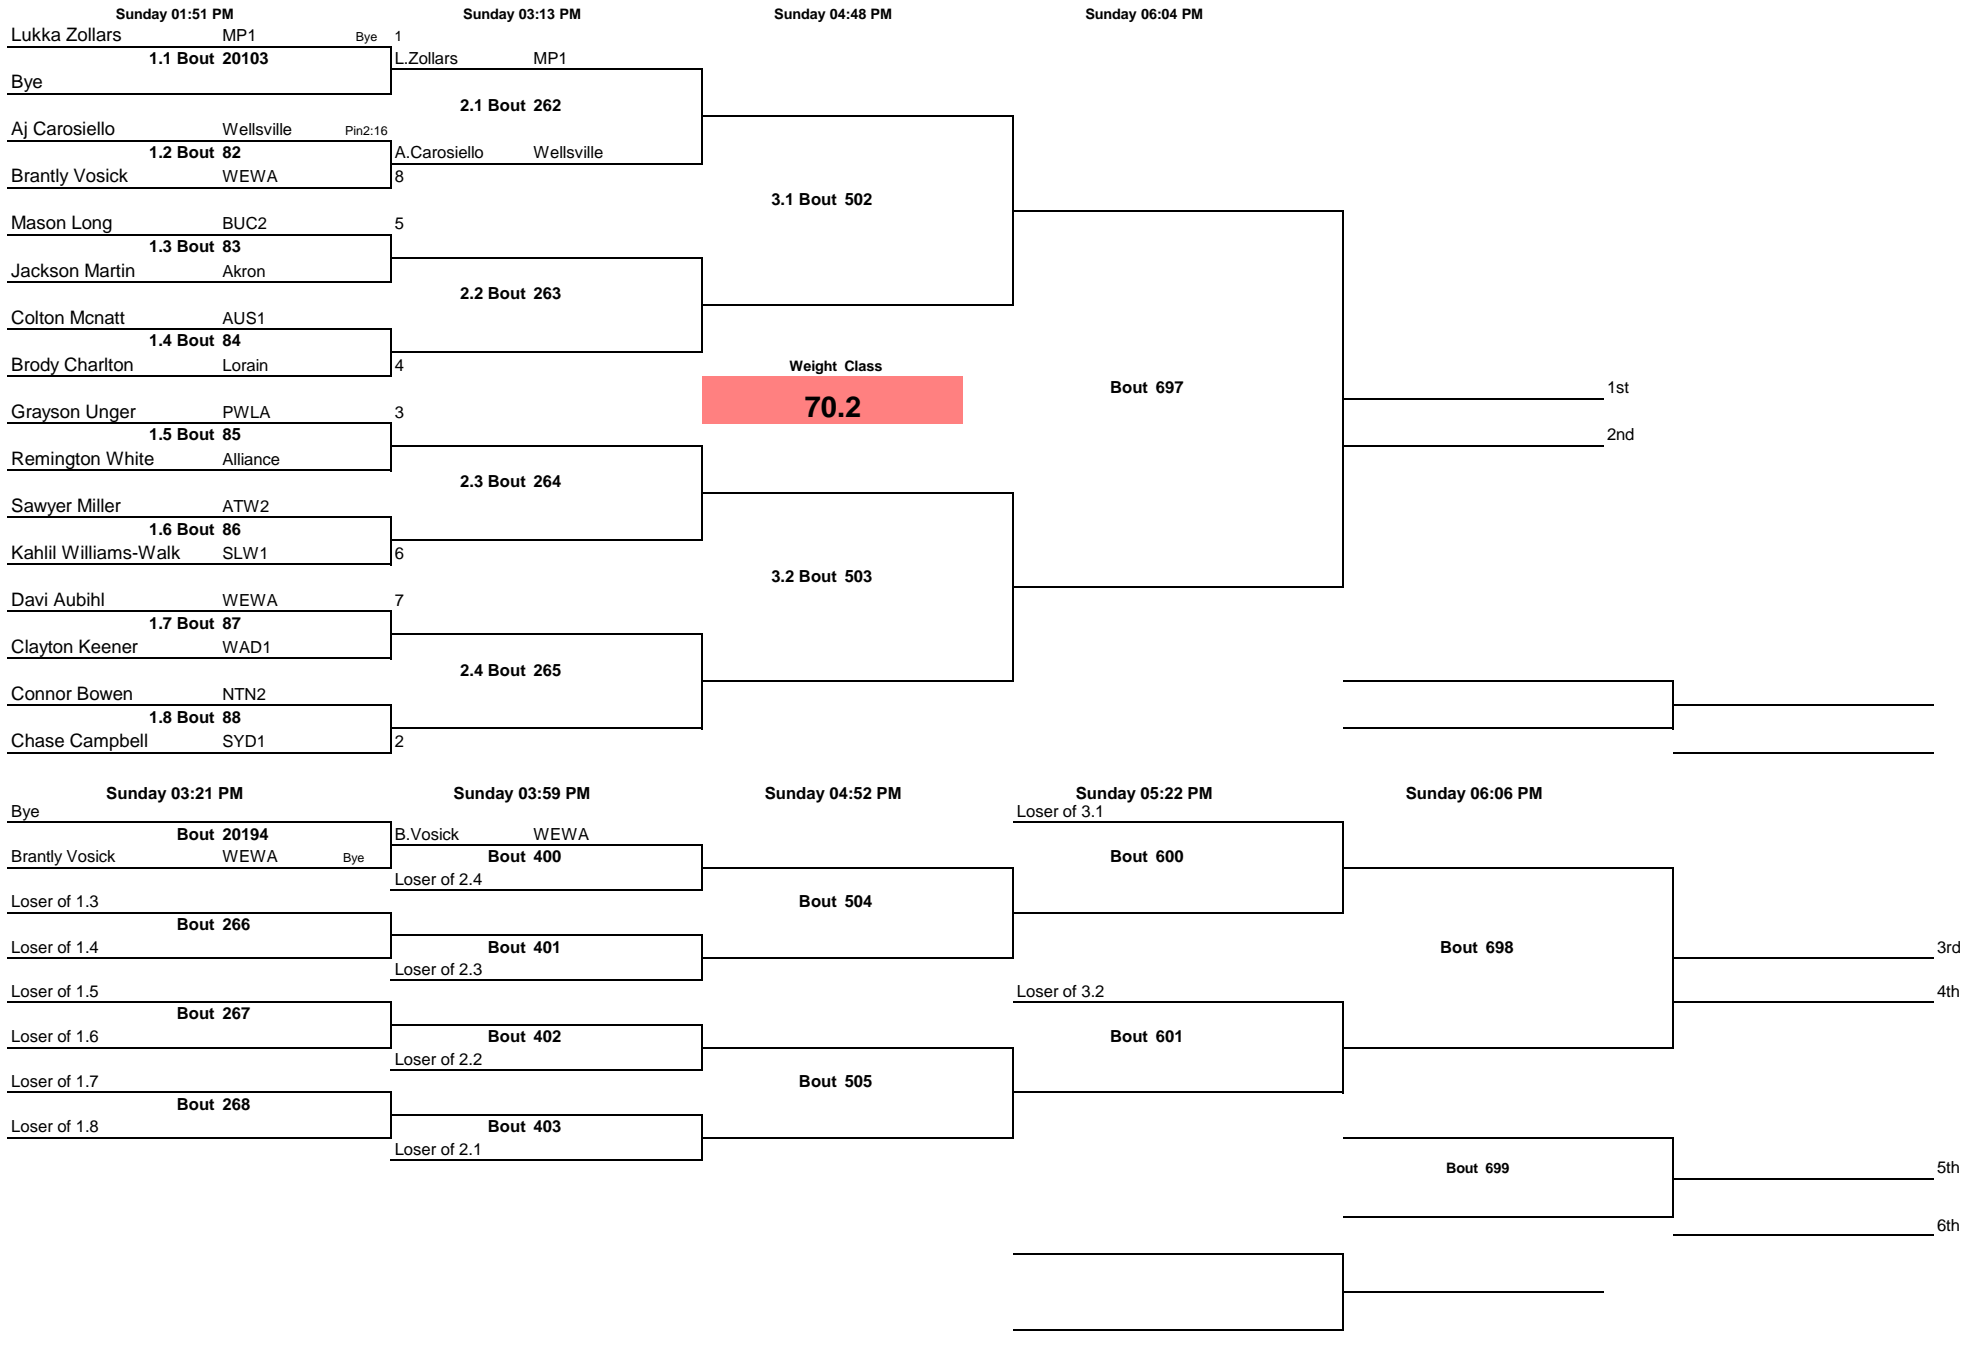 Sunday 01:51 PM Sunday 03:13 PM Sunday 04:48 PM Sunday 06:04 PM
Lukka Zollars MP1 Bye 1
1.1 Bout 20103 L.Zollars MP1
Bye
2.1 Bout 262
Aj Carosiello Wellsville Pin2:16
1.2 Bout 82 A.Carosiello Wellsville
Brantly Vosick WEWA 8
3.1 Bout 502
Mason Long BUC2 5
1.3 Bout 83
Jackson Martin Akron
2.2 Bout 263
Colton Mcnatt AUS1
1.4 Bout 84
Brody Charlton Lorain 4
Weight Class
Bout 697 1st
70.2
Grayson Unger PWLA 3
1.5 Bout 85 2nd
Remington White Alliance
2.3 Bout 264
Sawyer Miller ATW2
1.6 Bout 86
Kahlil Williams-Walk SLW1 6
3.2 Bout 503
Davi Aubihl WEWA 7
1.7 Bout 87
Clayton Keener WAD1
2.4 Bout 265
Connor Bowen NTN2
1.8 Bout 88
Chase Campbell SYD1 2
Sunday 03:21 PM Sunday 03:59 PM Sunday 04:52 PM Sunday 05:22 PM Sunday 06:06 PM
Bye Loser of 3.1
Bout 20194 B.Vosick WEWA
Brantly Vosick WEWA Bye Bout 400 Bout 600
Loser of 2.4
Loser of 1.3 Bout 504
Bout 266
Loser of 1.4 Bout 401 Bout 698 3rd
Loser of 2.3
Loser of 1.5 Loser of 3.2 4th
Bout 267
Loser of 1.6 Bout 402 Bout 601
Loser of 2.2
Loser of 1.7 Bout 505
Bout 268
Loser of 1.8 Bout 403
Loser of 2.1
Bout 699 5th
6th